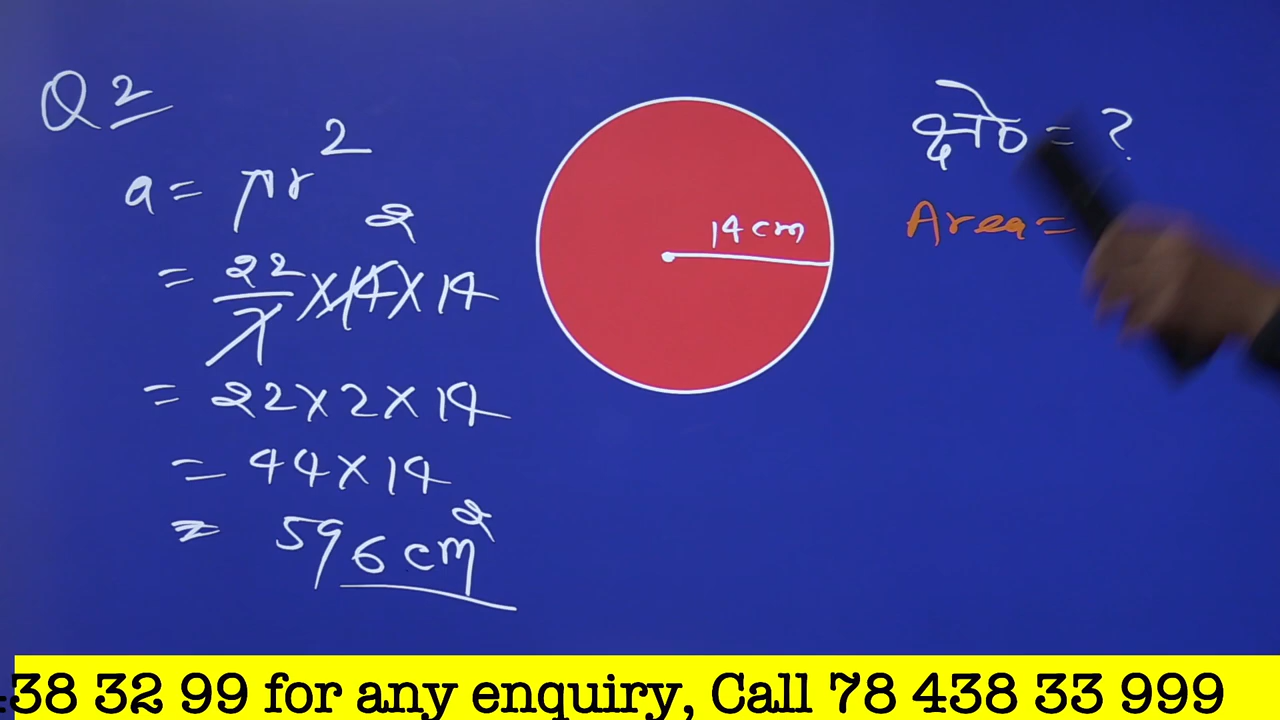 Q2
a = πr²
= 22/7 × 14 × 14
2
= 22 × 2 × 14
= 44 × 14
= 596 cm²
14 cm
क्षे० = ?
Area =
38 32 99 for any enquiry, Call 78 438 33 999